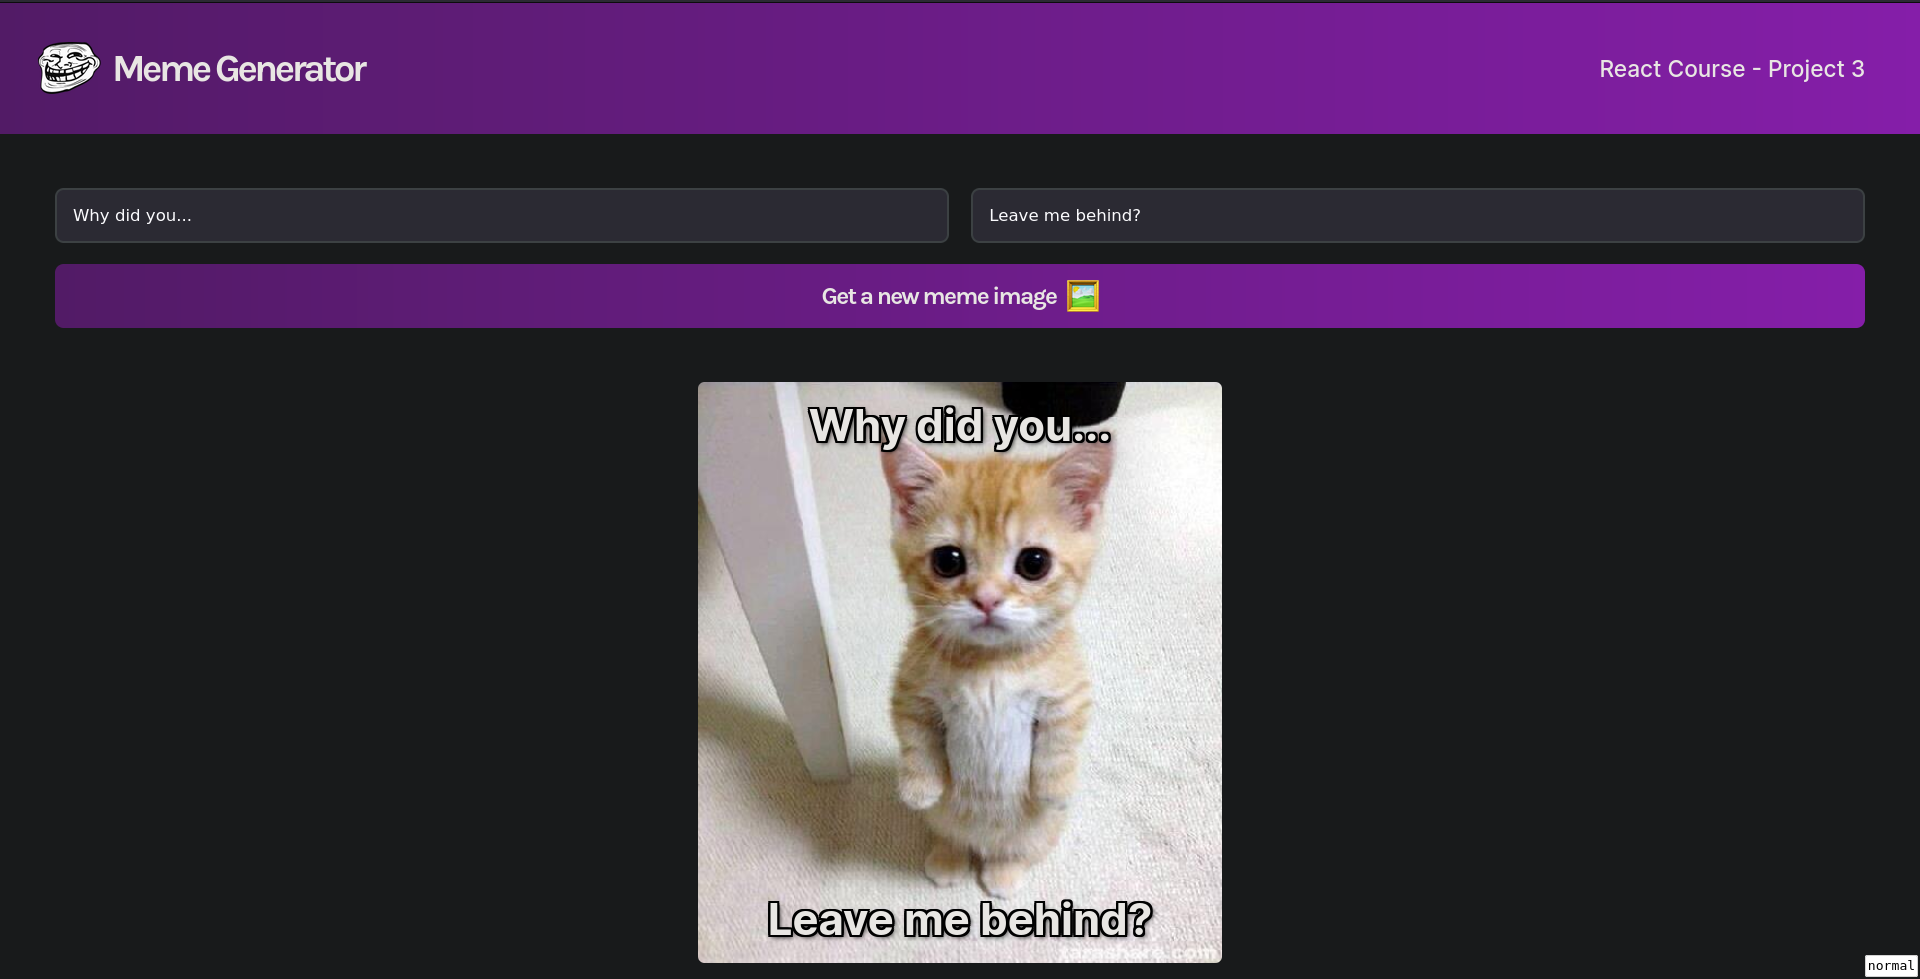 Meme Generator
React Course - Project 3
Why did you...
Leave me behind?
Get a new meme image
Why did you...
Leave me behind?
normal